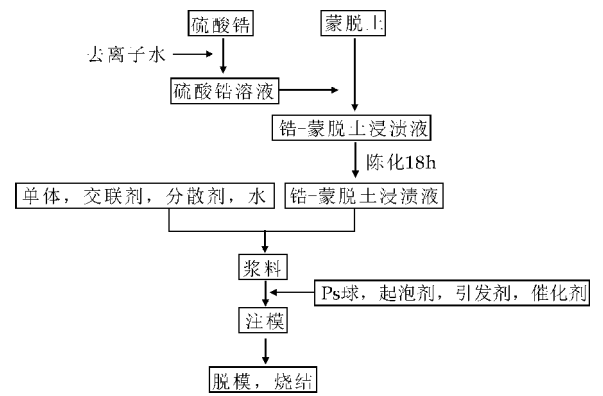 硫酸锆
蒙脱土
去离子水
硫酸锆溶液
锆-蒙脱土浸渍液
陈化18h
单体，交联剂，分散剂，水
锆-蒙脱土浸渍液
浆料
Ps球，起泡剂，引发剂，催化剂
注模
脱模，烧结